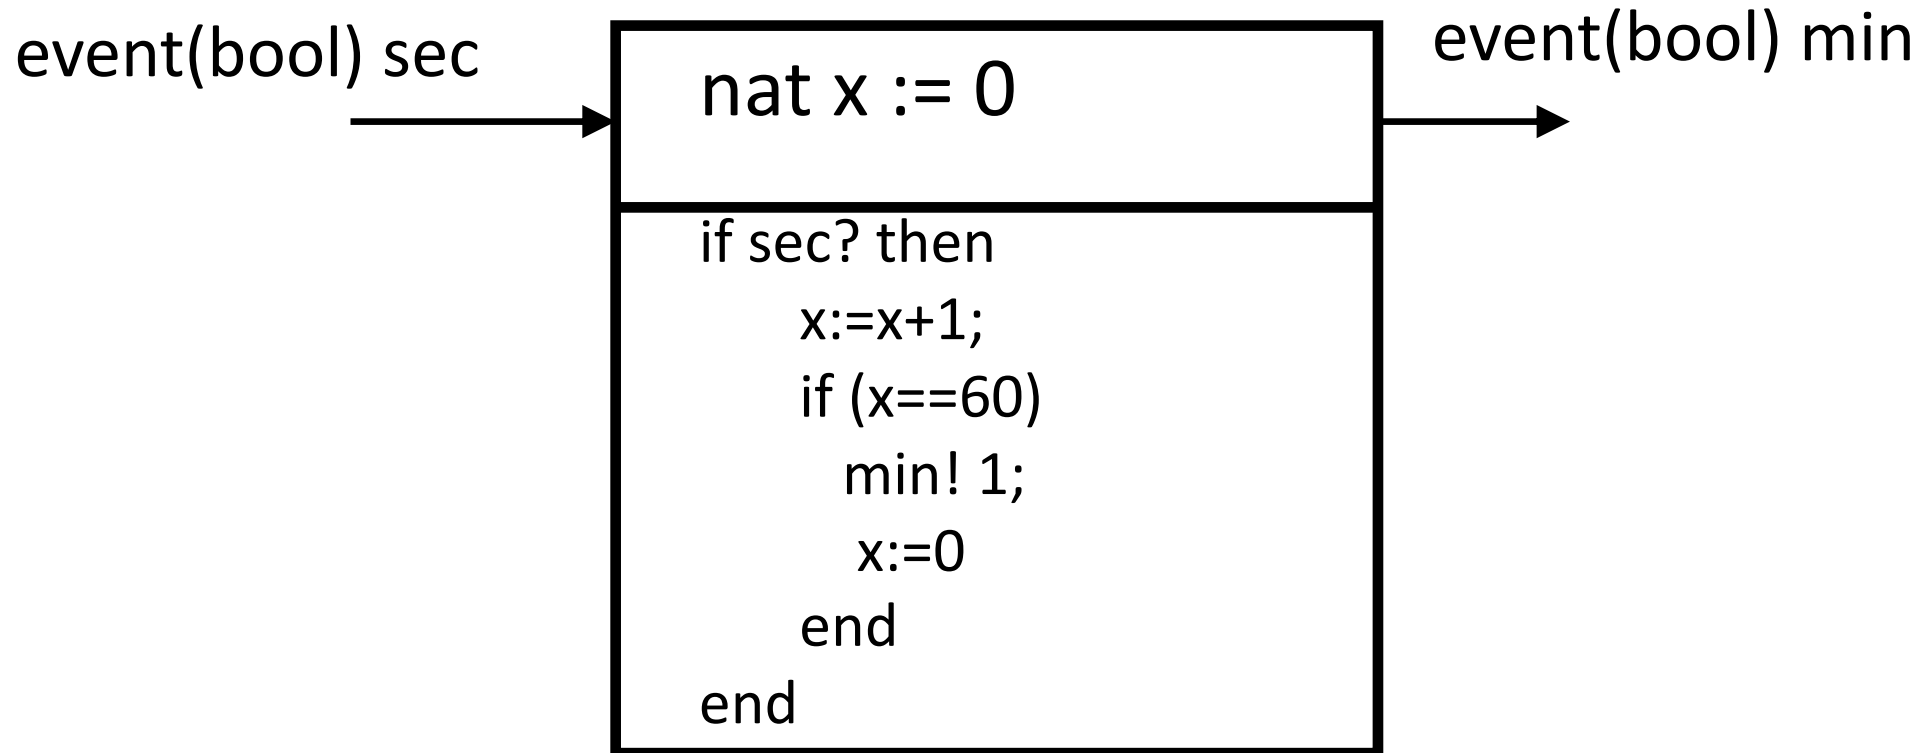 event(bool) sec
event(bool) min
nat x := 0
if sec? then
x:=x+1;
if (x==60)
min! 1;
x:=0
end
end